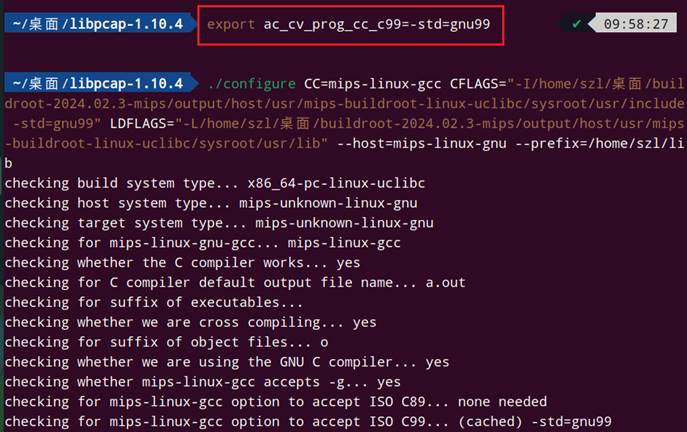 ~/桌面/libpcap-1.10.4 export ac_cv_prog_cc_c99=-std=gnu99 ✔ 09:58:27
~/桌面/libpcap-1.10.4 ./configure CC=mips-linux-gcc CFLAGS="-I/home/szl/桌面/buil
droot-2024.02.3-mips/output/host/usr/mips-buildroot-linux-uclibc/sysroot/usr/include
-std=gnu99" LDFLAGS="-L/home/szl/桌面/buildroot-2024.02.3-mips/output/host/usr/mips
-buildroot-linux-uclibc/sysroot/usr/lib" --host=mips-linux-gnu --prefix=/home/szl/li
b
checking build system type... x86_64-pc-linux-uclibc
checking host system type... mips-unknown-linux-gnu
checking target system type... mips-unknown-linux-gnu
checking for mips-linux-gnu-gcc... mips-linux-gcc
checking whether the C compiler works... yes
checking for C compiler default output file name... a.out
checking for suffix of executables...
checking whether we are cross compiling... yes
checking for suffix of object files... o
checking whether we are using the GNU C compiler... yes
checking whether mips-linux-gcc accepts -g... yes
checking for mips-linux-gcc option to accept ISO C89... none needed
checking for mips-linux-gcc option to accept ISO C99... (cached) -std=gnu99